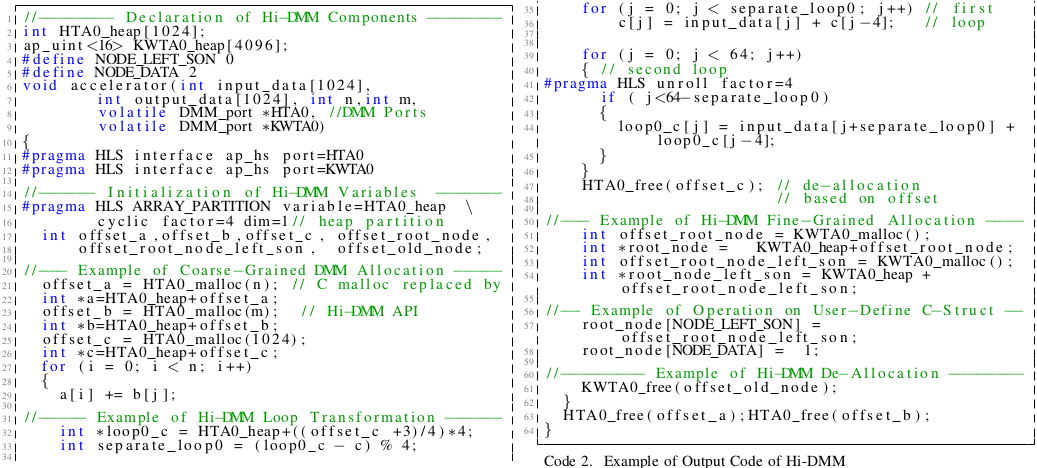 1 //———— Declaration of Hi–DMM Components ————
2 int HTA0_heap[1024];
3 ap_uint<16> KWTA0_heap[4096];
4 #define NODE_LEFT_SON 0
5 #define NODE_DATA 2
6 void accelerator(int input_data[1024],
7 int output_data[1024], int n,int m,
8 volatile DMM_port *HTA0, //DMM Ports
9 volatile DMM_port *KWTA0)
10 {
11 #pragma HLS interface ap_hs port=HTA0
12 #pragma HLS interface ap_hs port=KWTA0
13
14 //——— Initialization of Hi–DMM Variables ————
15 #pragma HLS ARRAY_PARTITION variable=HTA0_heap \
16 cyclic factor=4 dim=1// heap partition
17 int offset_a,offset_b,offset_c, offset_root_node,
18 offset_root_node_left_son, offset_old_node;
19
20 //—— Example of Coarse–Grained DMM Allocation ———
21 offset_a = HTA0_malloc(n); // C malloc replaced by
22 int *a=HTA0_heap+offset_a;
23 offset_b = HTA0_malloc(m); // Hi–DMM API
24 int *b=HTA0_heap+offset_b;
25 offset_c = HTA0_malloc(1024);
26 int *c=HTA0_heap+offset_c;
27 for (i = 0; i < n; i++)
28 {
29 a[i] += b[j];
30
31 //——— Example of Hi–DMM Loop Transformation ———
32 int *loop0_c = HTA0_heap+((offset_c +3)/4)*4;
33 int separate_loop0 = (loop0_c – c) % 4;
34
35 for (j = 0; j < separate_loop0; j++) // first
36 c[j] = input_data[j] + c[j–4]; // loop
37
38
39 for (j = 0; j < 64; j++)
40 { // second loop
41 #pragma HLS unroll factor=4
42 if ( j<64–separate_loop0)
43 {
44 loop0_c[j] = input_data[j+separate_loop0] +
loop0_c[j–4];
45 }
46 }
47 HTA0_free(offset_c); // de–allocation
48 // based on offset
49
50 //—— Example of Hi–DMM Fine–Grained Allocation ——
51 offset_root_node = KWTA0_malloc();
52 int *root_node = KWTA0_heap+offset_root_node;
53 offset_root_node_left_son = KWTA0_malloc();
54 int *root_node_left_son = KWTA0_heap +
offset_root_node_left_son;
55
56 //—— Example of Operation on User–Define C–Struct ——
57 root_node[NODE_LEFT_SON] =
offset_root_node_left_son;
58 root_node[NODE_DATA] = 1;
59
60 //———— Example of Hi–DMM De–Allocation ————
61 KWTA0_free(offset_old_node);
62 }
63 HTA0_free(offset_a);HTA0_free(offset_b);
64 }
Code 2. Example of Output Code of Hi-DMM